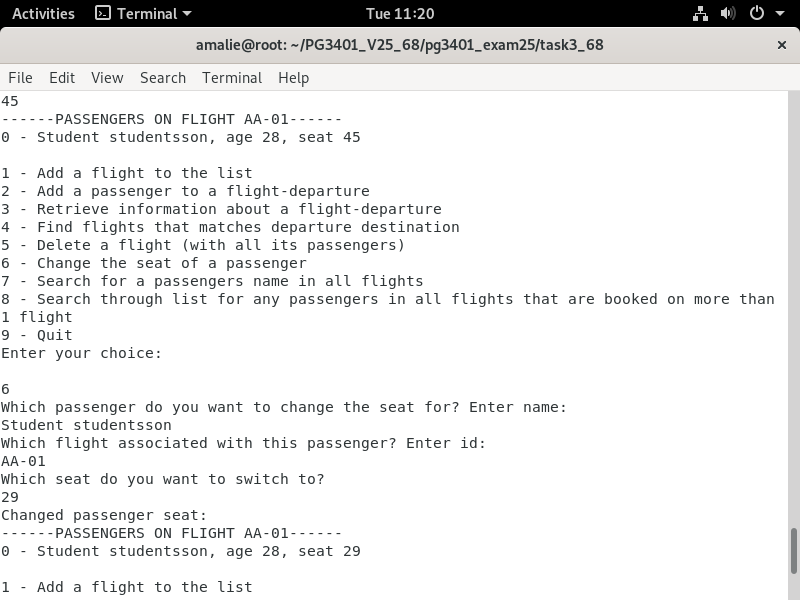 Activities Terminal Tue 11:20
amalie@root: ~/PG3401_V25_68/pg3401_exam25/task3_68
File Edit View Search Terminal Help
45
------PASSENGERS ON FLIGHT AA-01------
0 - Student studentsson, age 28, seat 45
1 - Add a flight to the list
2 - Add a passenger to a flight-departure
3 - Retrieve information about a flight-departure
4 - Find flights that matches departure destination
5 - Delete a flight (with all its passengers)
6 - Change the seat of a passenger
7 - Search for a passengers name in all flights
8 - Search through list for any passengers in all flights that are booked on more than
1 flight
9 - Quit
Enter your choice:
6
Which passenger do you want to change the seat for? Enter name:
Student studentsson
Which flight associated with this passenger? Enter id:
AA-01
Which seat do you want to switch to?
29
Changed passenger seat:
------PASSENGERS ON FLIGHT AA-01------
0 - Student studentsson, age 28, seat 29
1 - Add a flight to the list